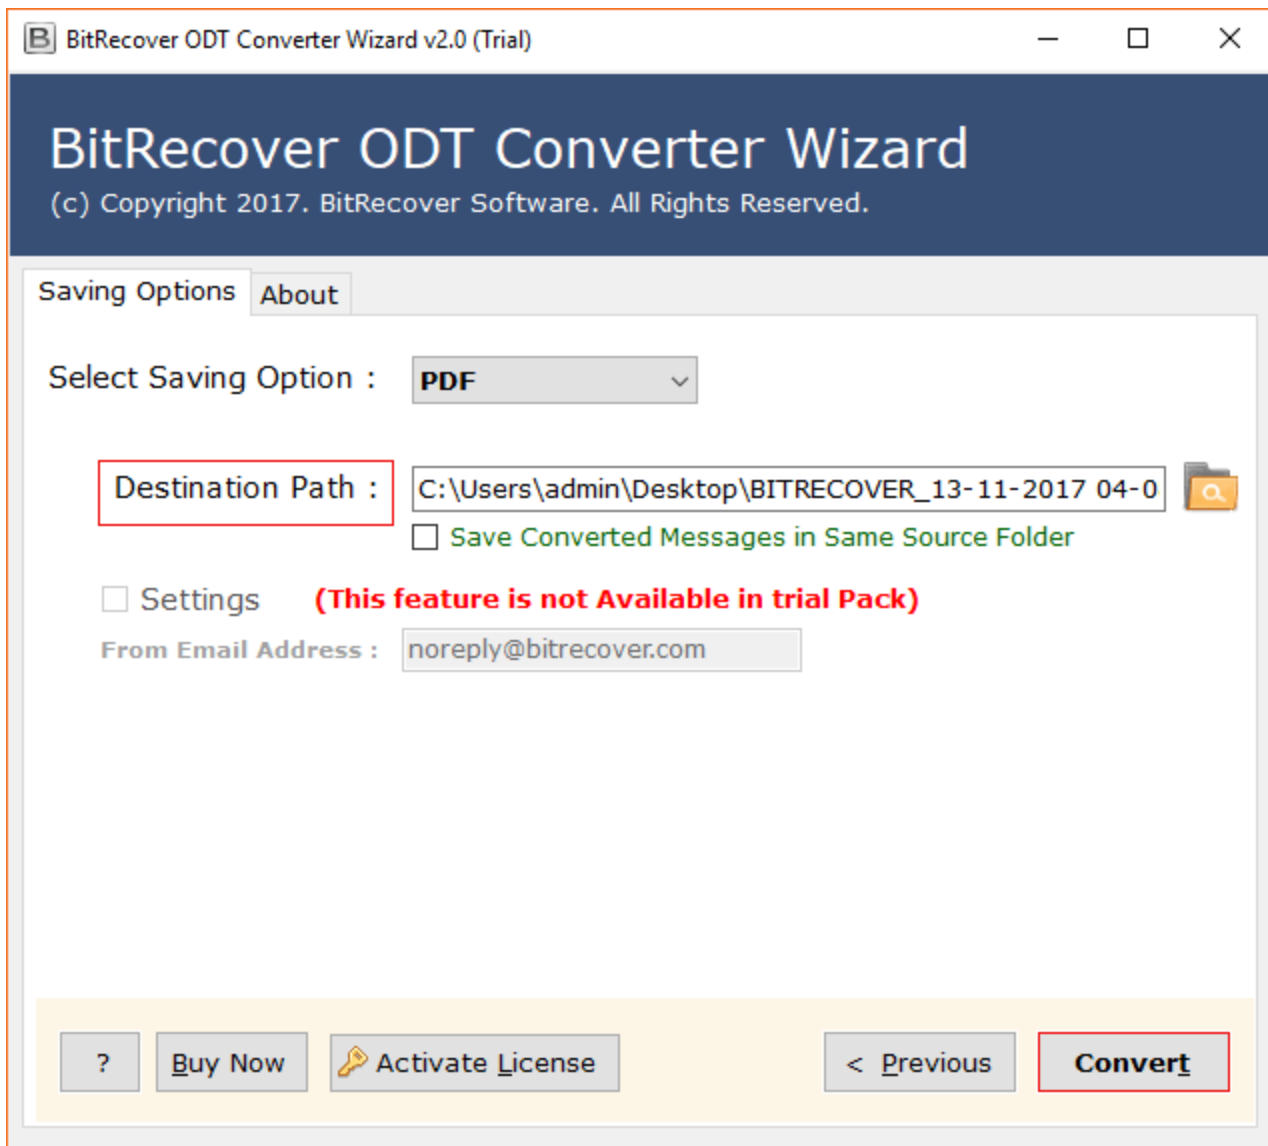 B BitRecover ODT Converter Wizard v2.0 (Trial)
BitRecover ODT Converter Wizard
(c) Copyright 2017. BitRecover Software. All Rights Reserved.
Saving Options About
Select Saving Option : PDF
Destination Path : C:\Users\admin\Desktop\BITRECOVER_13-11-2017 04-0
Save Converted Messages in Same Source Folder
Settings (This feature is not Available in trial Pack)
From Email Address : noreply@bitrecover.com
? Buy Now Activate License < Previous Convert